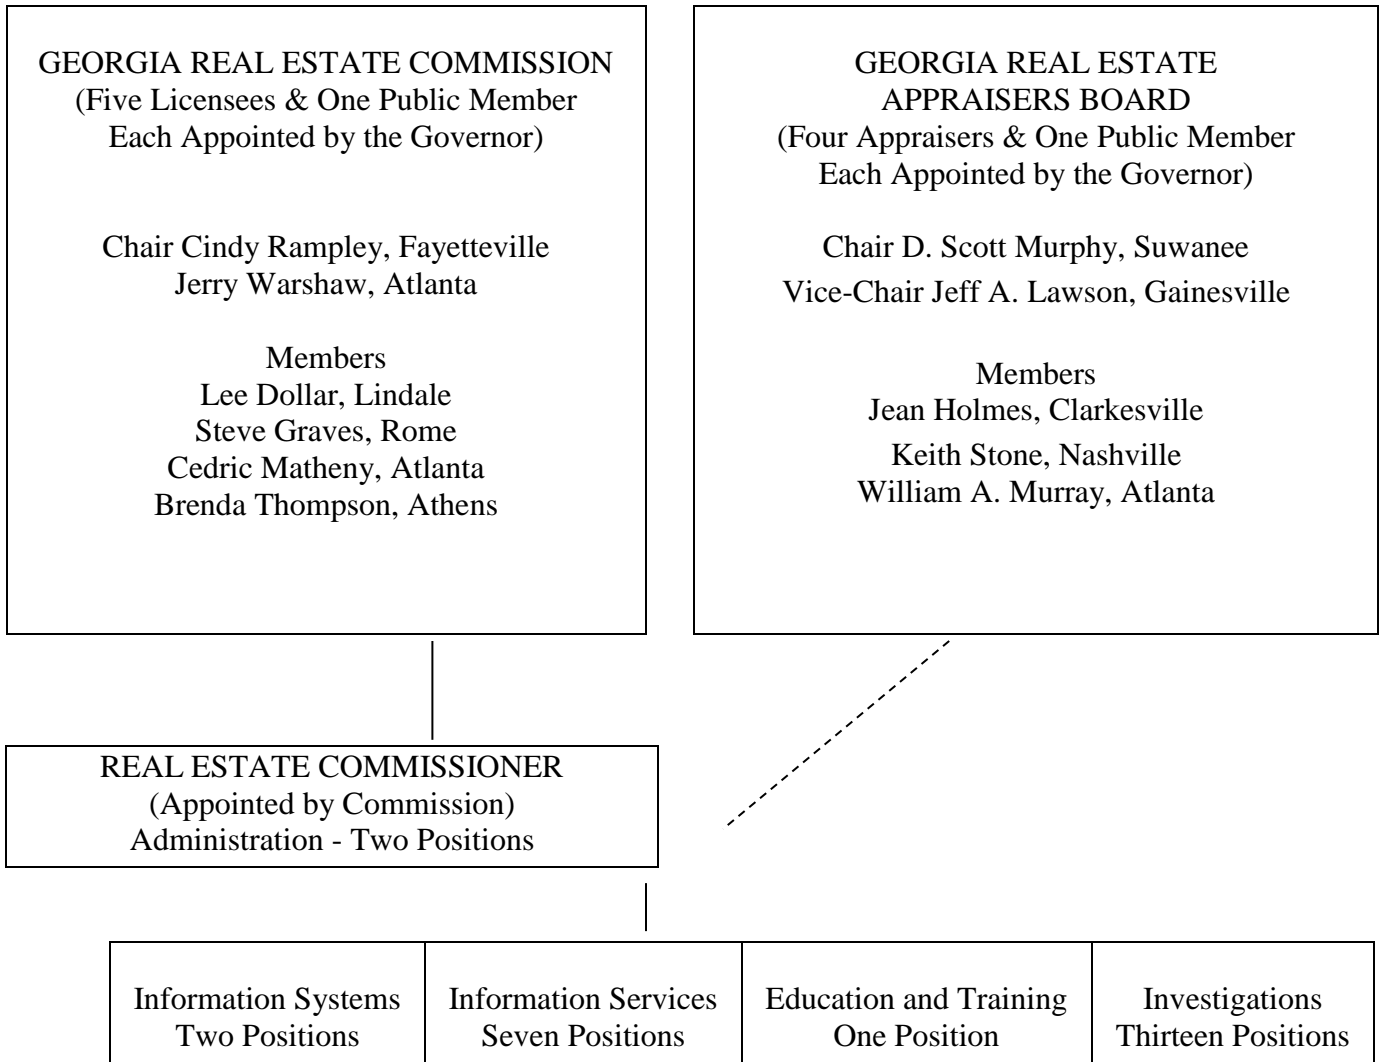 GEORGIA REAL ESTATE COMMISSION
(Five Licensees & One Public Member
Each Appointed by the Governor)
Chair Cindy Rampley, Fayetteville
Jerry Warshaw, Atlanta
Members
Lee Dollar, Lindale
Steve Graves, Rome
Cedric Matheny, Atlanta
Brenda Thompson, Athens
GEORGIA REAL ESTATE
APPRAISERS BOARD
(Four Appraisers & One Public Member
Each Appointed by the Governor)
Chair D. Scott Murphy, Suwanee
Vice-Chair Jeff A. Lawson, Gainesville
Members
Jean Holmes, Clarkesville
Keith Stone, Nashville
William A. Murray, Atlanta
REAL ESTATE COMMISSIONER
(Appointed by Commission)
Administration - Two Positions
Information Systems
Two Positions
Information Services
Seven Positions
Education and Training
One Position
Investigations
Thirteen Positions